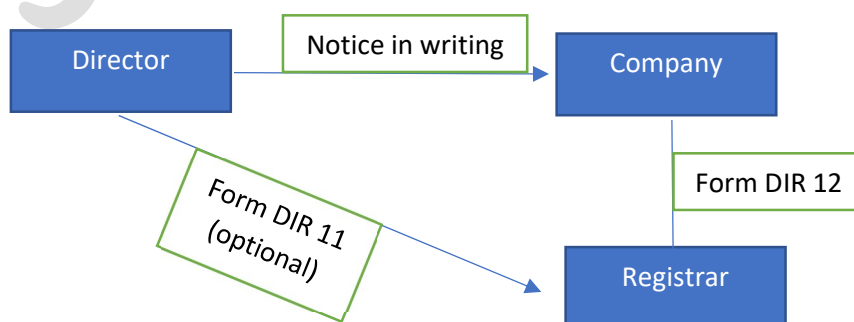 Notice in writing
Director
Company
Form DIR 12
Form DIR 11
(optional)
Registrar